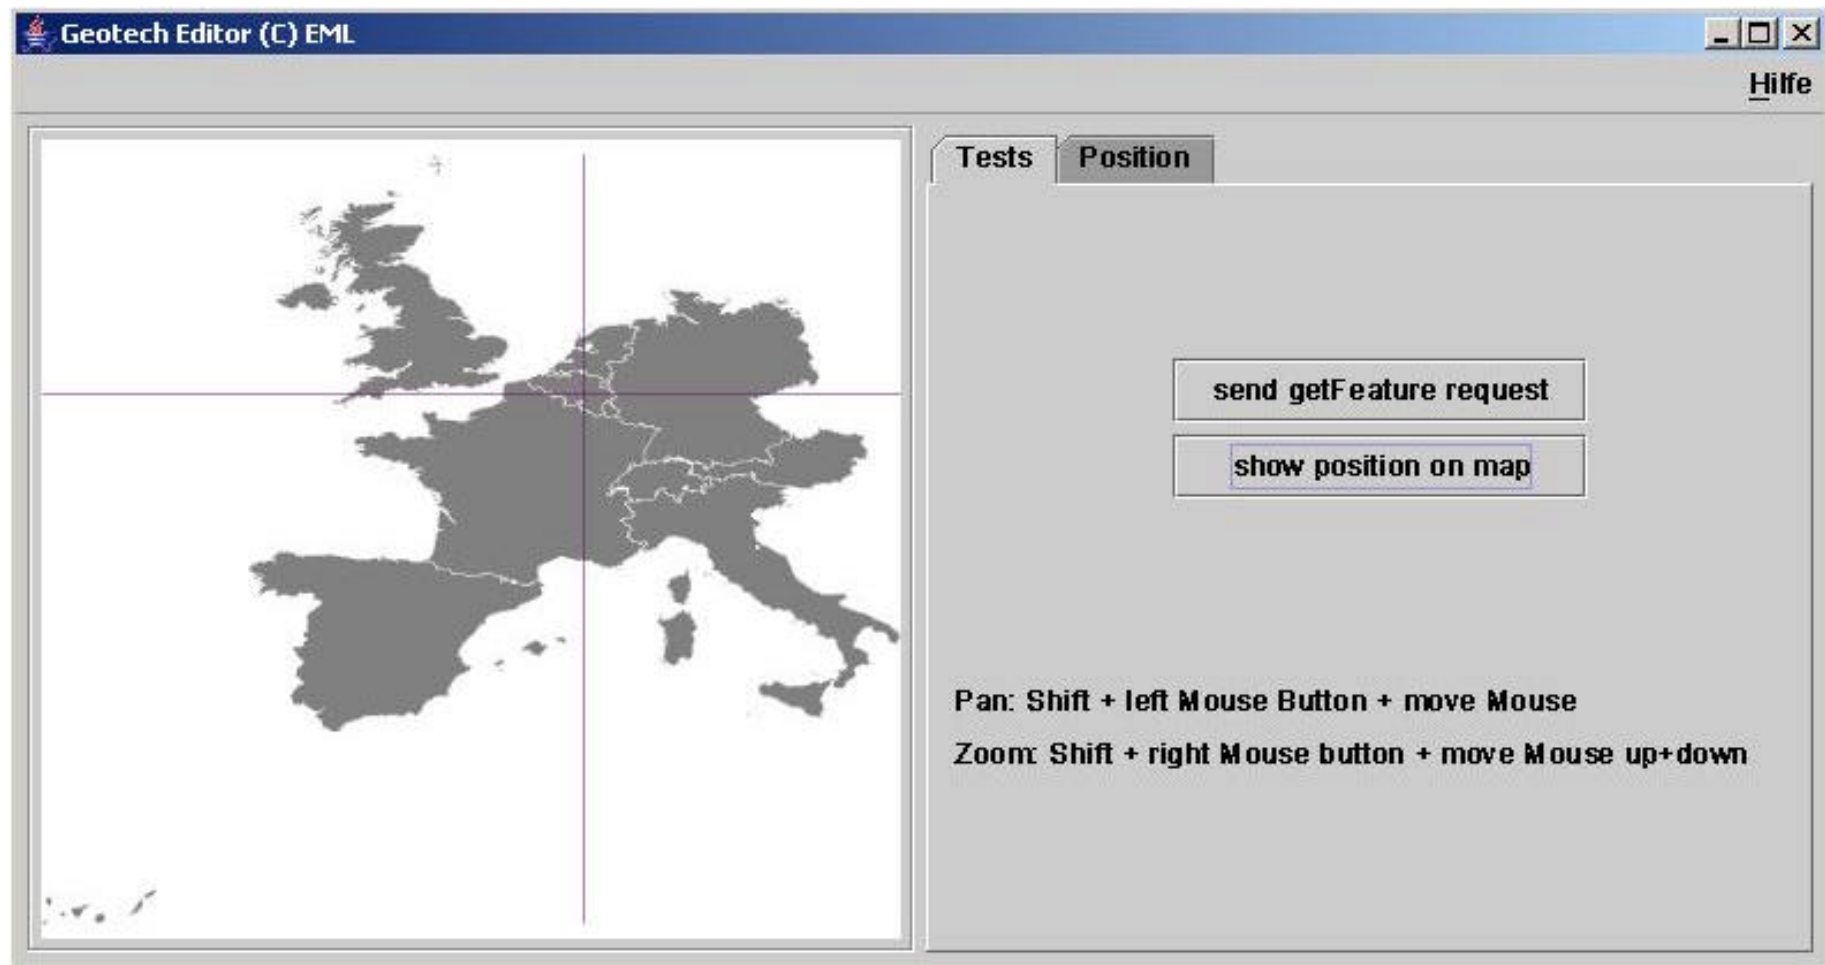 Geotech Editor (C) EML
Hilfe
Tests Position
send getFeature request
show position on map
Pan: Shift + left Mouse Button + move Mouse
Zoom: Shift + right Mouse button + move Mouse up+down